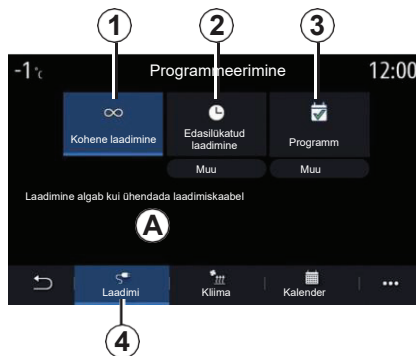 1
2
3
-1°c
Programmeerimine
12:00
Kohene laadimine
Edasilükatud
laadimine
Programm
Muu
Muu
Laadimine algab kui ühendada laadimiskaabel
A
Laadimi
Kliima
Kalender
4